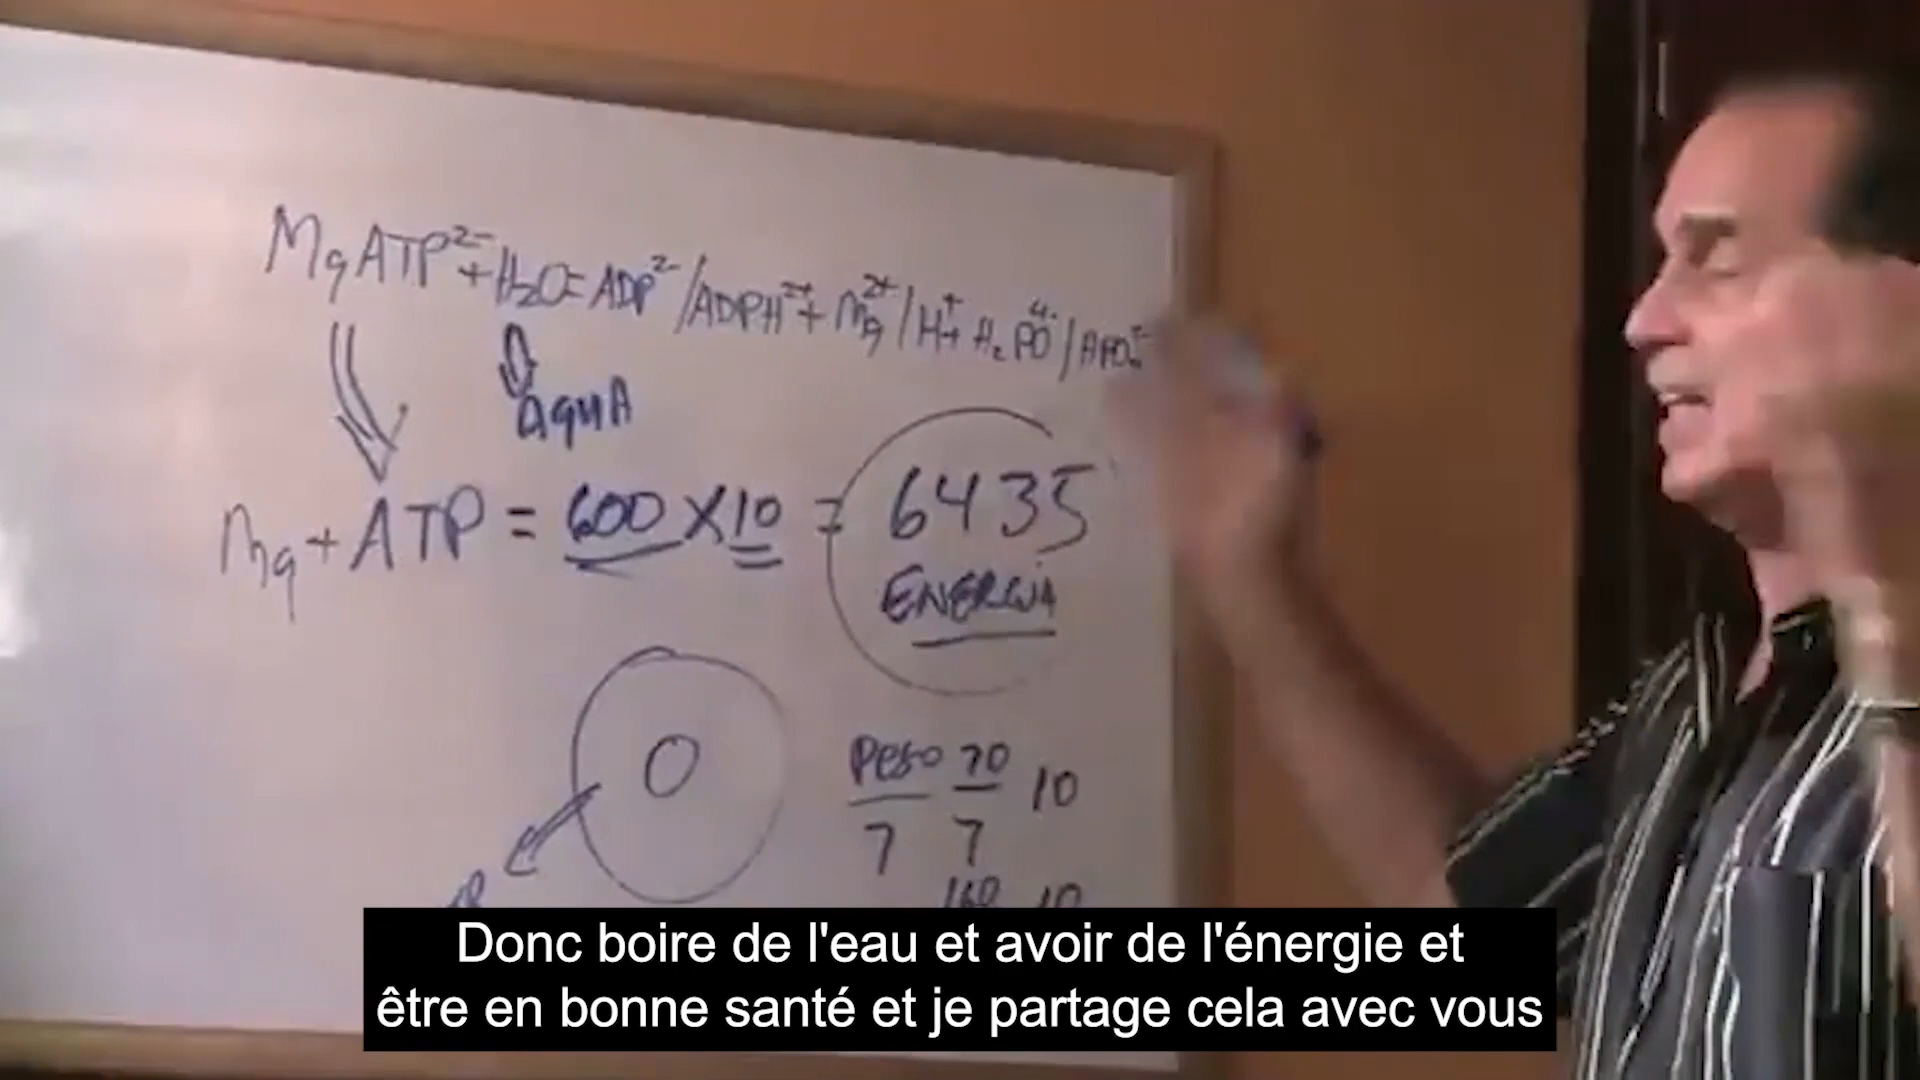 MgATP²⁻ + H₂O = ADP²⁻/ADPH²⁺ + Mg²⁺/H⁺ + H₂PO⁴⁻/HPO₄²⁻
AGUA
Mg + ATP = 600 X 10 = 6435
ENERGIA
O
Peso 70 10
7 7
160 10
Donc boire de l'eau et avoir de l'énergie et
être en bonne santé et je partage cela avec vous